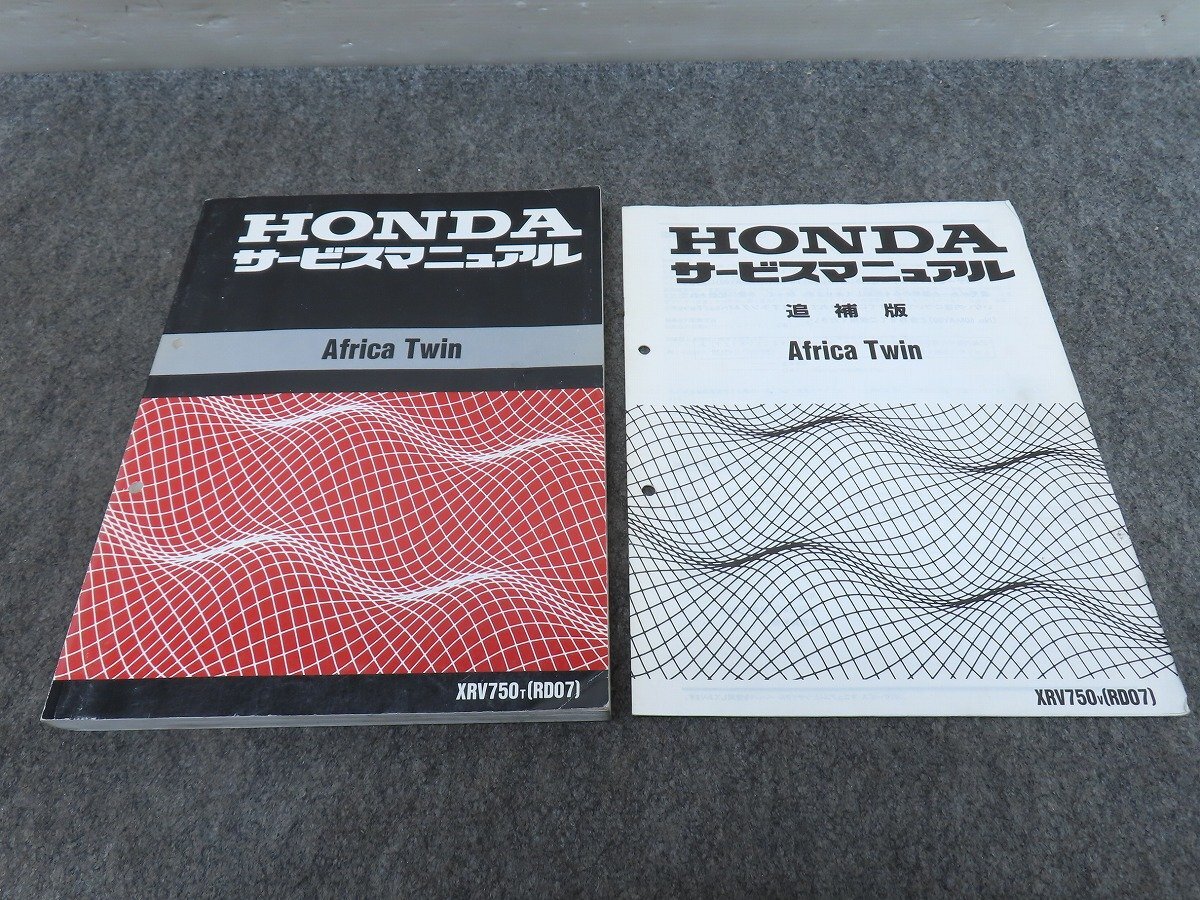 HONDA
サービスマニュアル
Africa Twin
XRV750T(RD07)
HONDA
サービスマニュアル
追補版
Africa Twin
XRV750V(RD07)